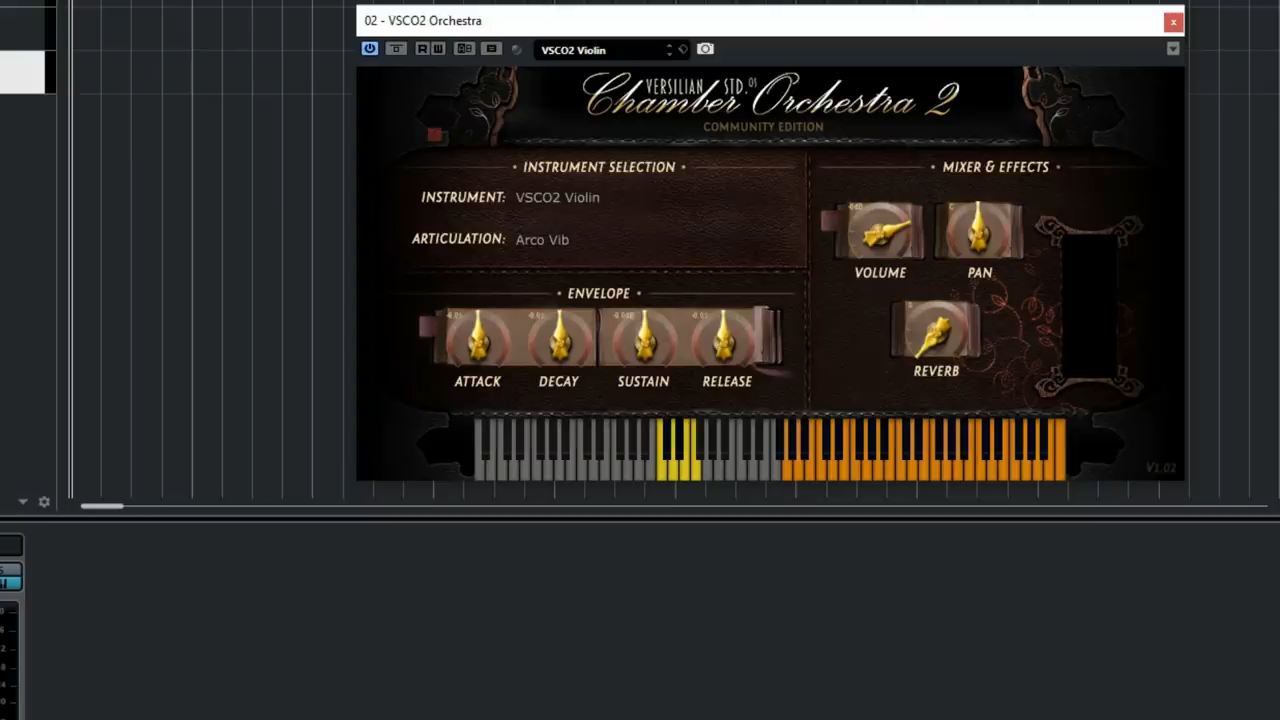 02 - VSCO2 Orchestra
x
R W
VSCO2 Violin
VERSILIAN STD.
Chamber Orchestra 2
COMMUNITY EDITION
• INSTRUMENT SELECTION •
INSTRUMENT: VSCO2 Violin
ARTICULATION: Arco Vib
• ENVELOPE •
ATTACK DECAY SUSTAIN RELEASE
• MIXER & EFFECTS •
VOLUME PAN
REVERB
V1.02